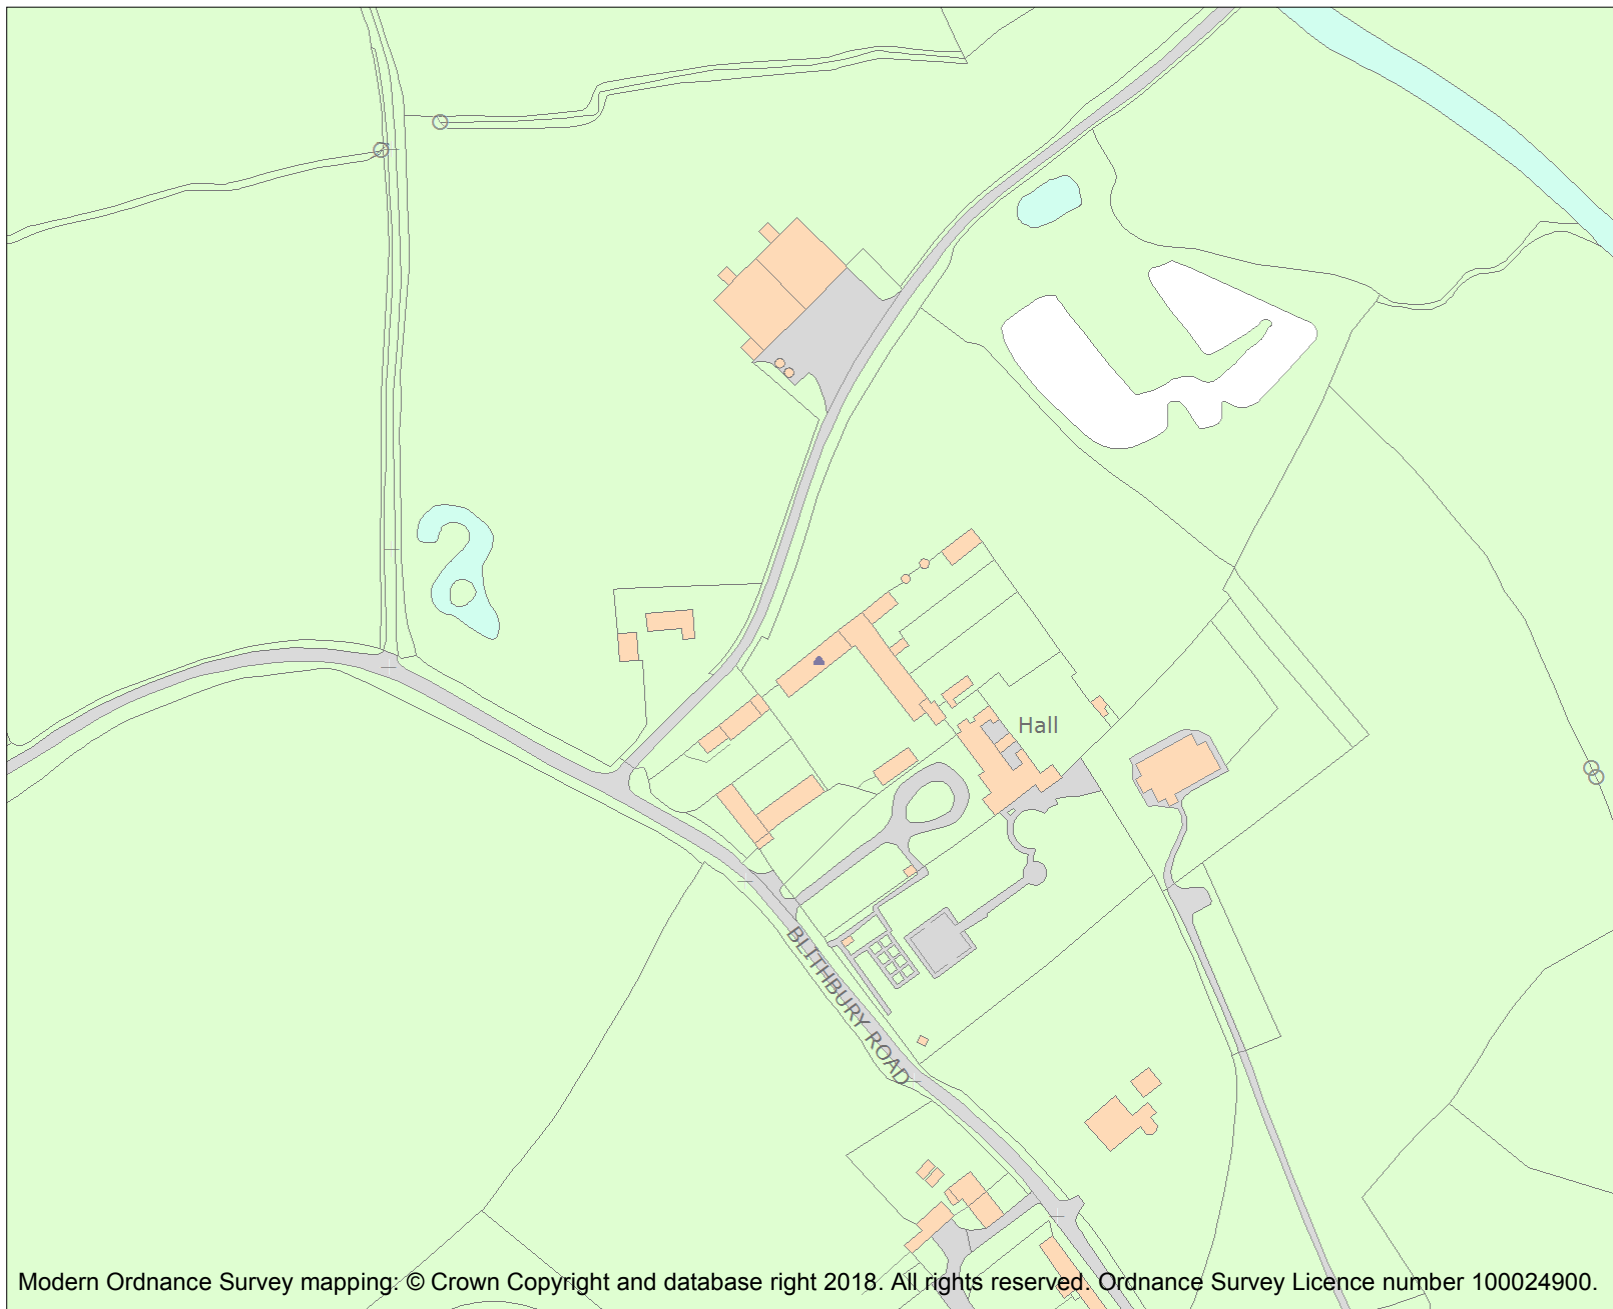 Hall
BLITHBURY ROAD
Modern Ordnance Survey mapping: © Crown Copyright and database right 2018. All rights reserved. Ordnance Survey Licence number 100024900.